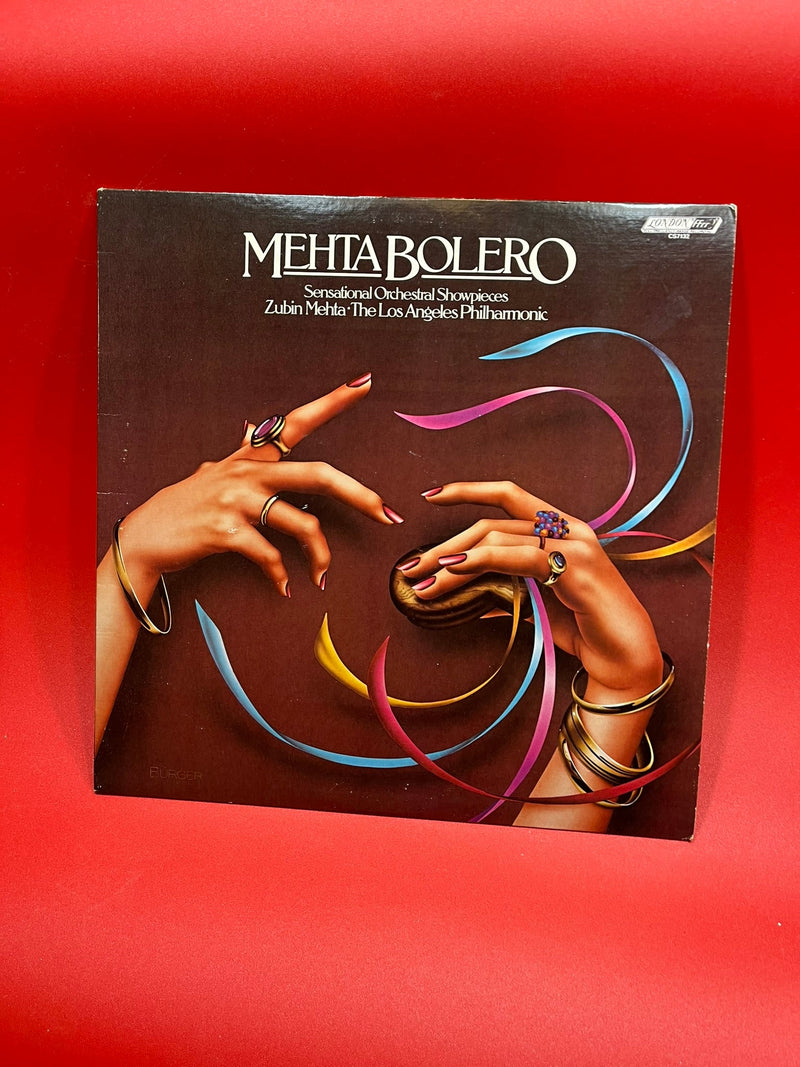 LONDON ffrr
CS7132
MEHTA BOLERO
Sensational Orchestral Showpieces
Zubin Mehta • The Los Angeles Philharmonic
BURGER